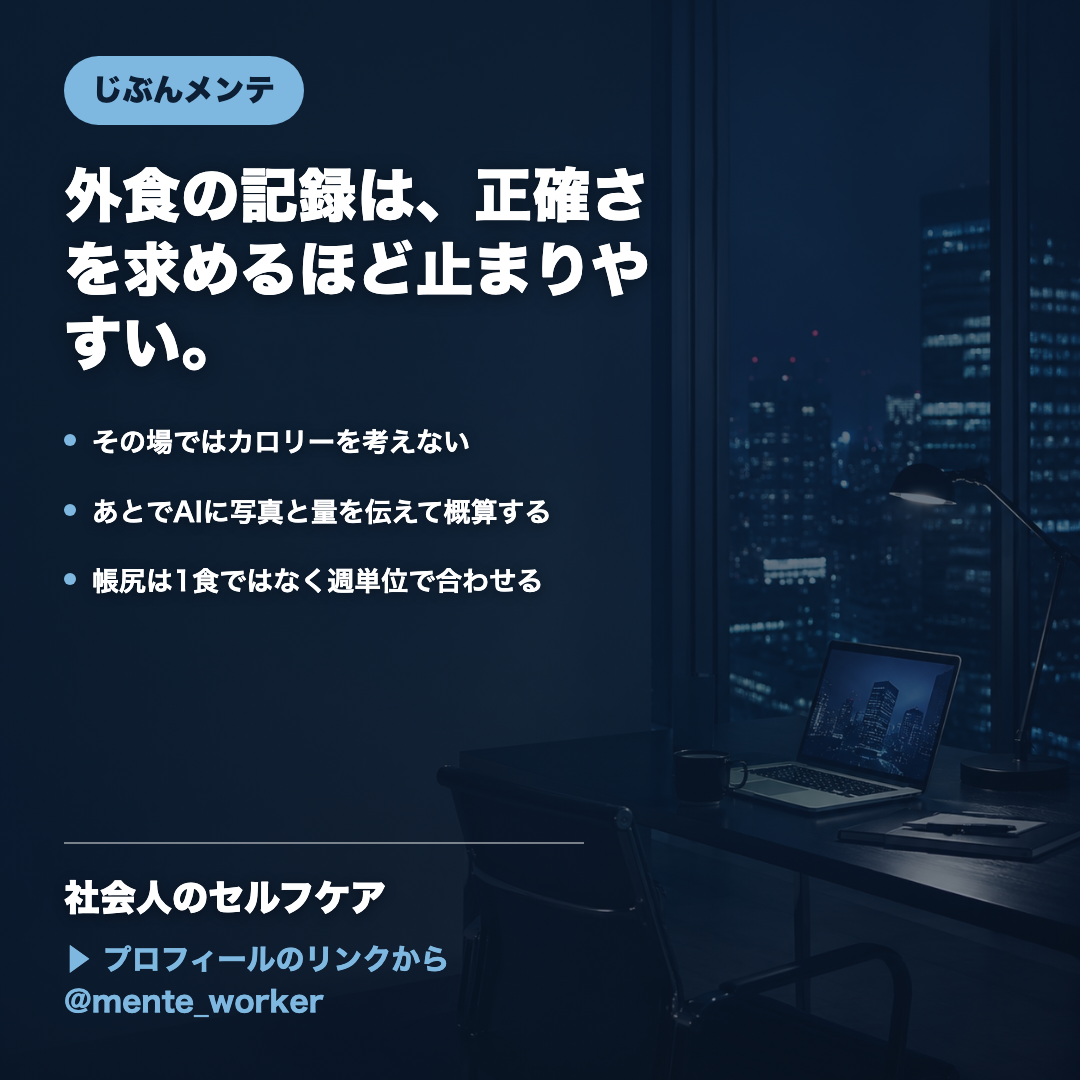 じぶんメンテ
外食の記録は、正確さ
を求めるほど止まりや
すい。
その場ではカロリーを考えない
あとでAIに写真と量を伝えて概算する
帳尻は1食ではなく週単位で合わせる
社会人のセルフケア
▶ プロフィールのリンクから
@mente_worker